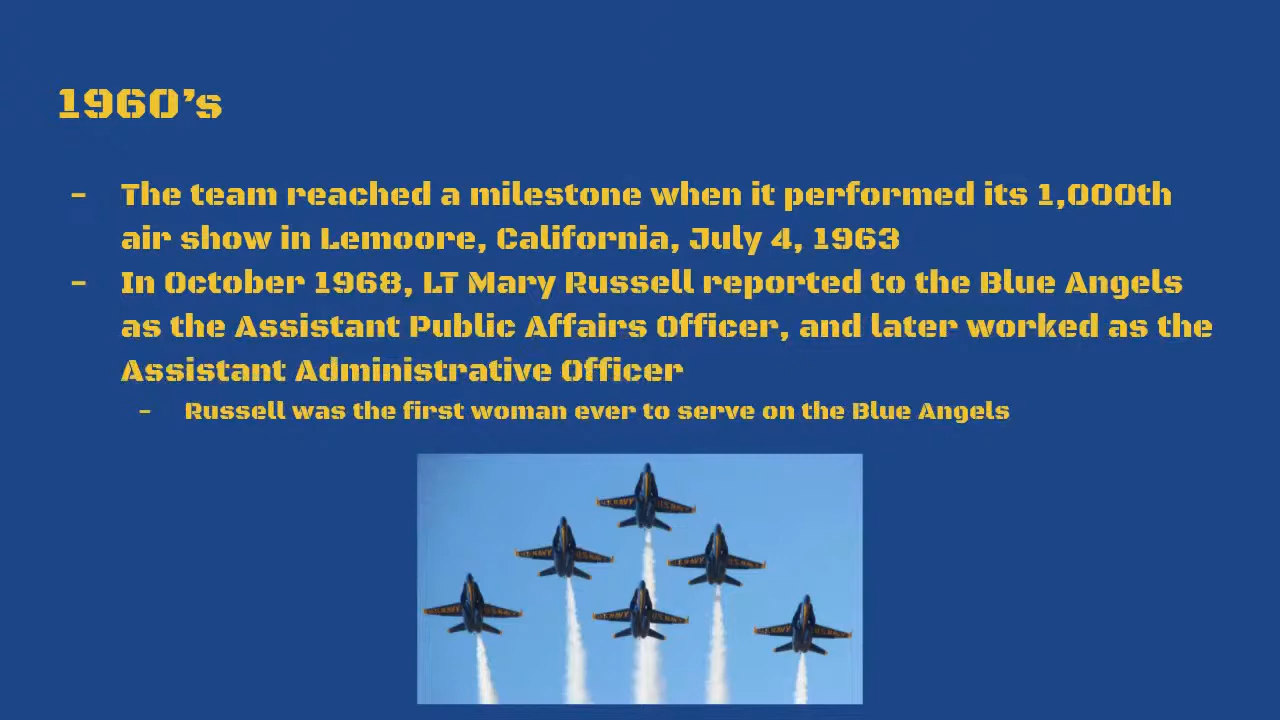 1960's
- The team reached a milestone when it performed its 1,000th
air show in Lemoore, California, July 4, 1963
- In October 1968, LT Mary Russell reported to the Blue Angels
as the Assistant Public Affairs Officer, and later worked as the
Assistant Administrative Officer
- Russell was the first woman ever to serve on the Blue Angels